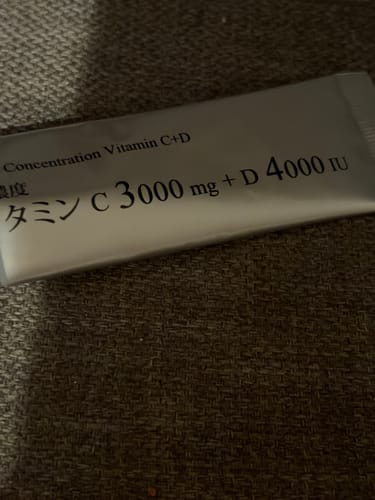 Concentration Vitamin C+D
濃度
タミン C 3000 mg + D 4000 IU